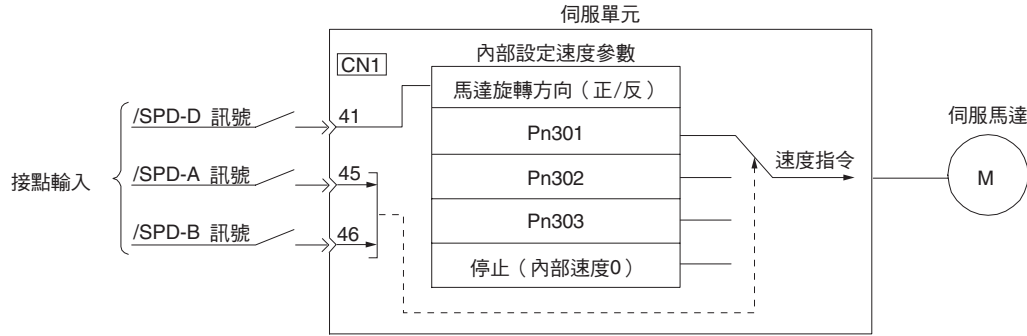 伺服單元
內部設定速度參數
CN1
馬達旋轉方向（正/反）
/SPD-D 訊號
41
Pn301
伺服馬達
速度指令
接點輸入
/SPD-A 訊號
45
Pn302
M
Pn303
/SPD-B 訊號
46
停止（內部速度0）